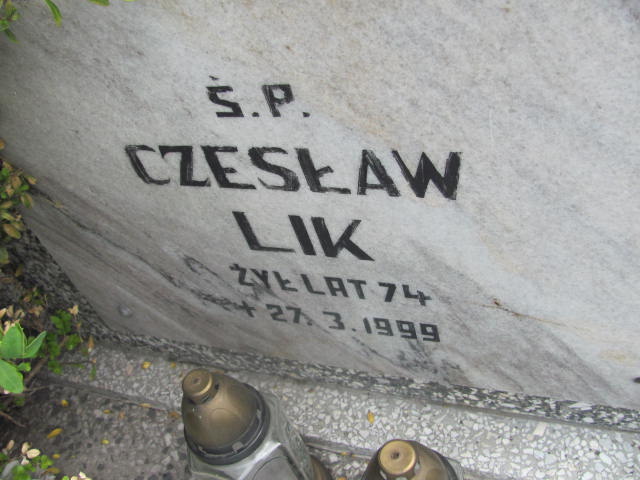 Ś.P.
CZESŁAW
LIK
ŻYŁ LAT 74
+ 27.3.1999